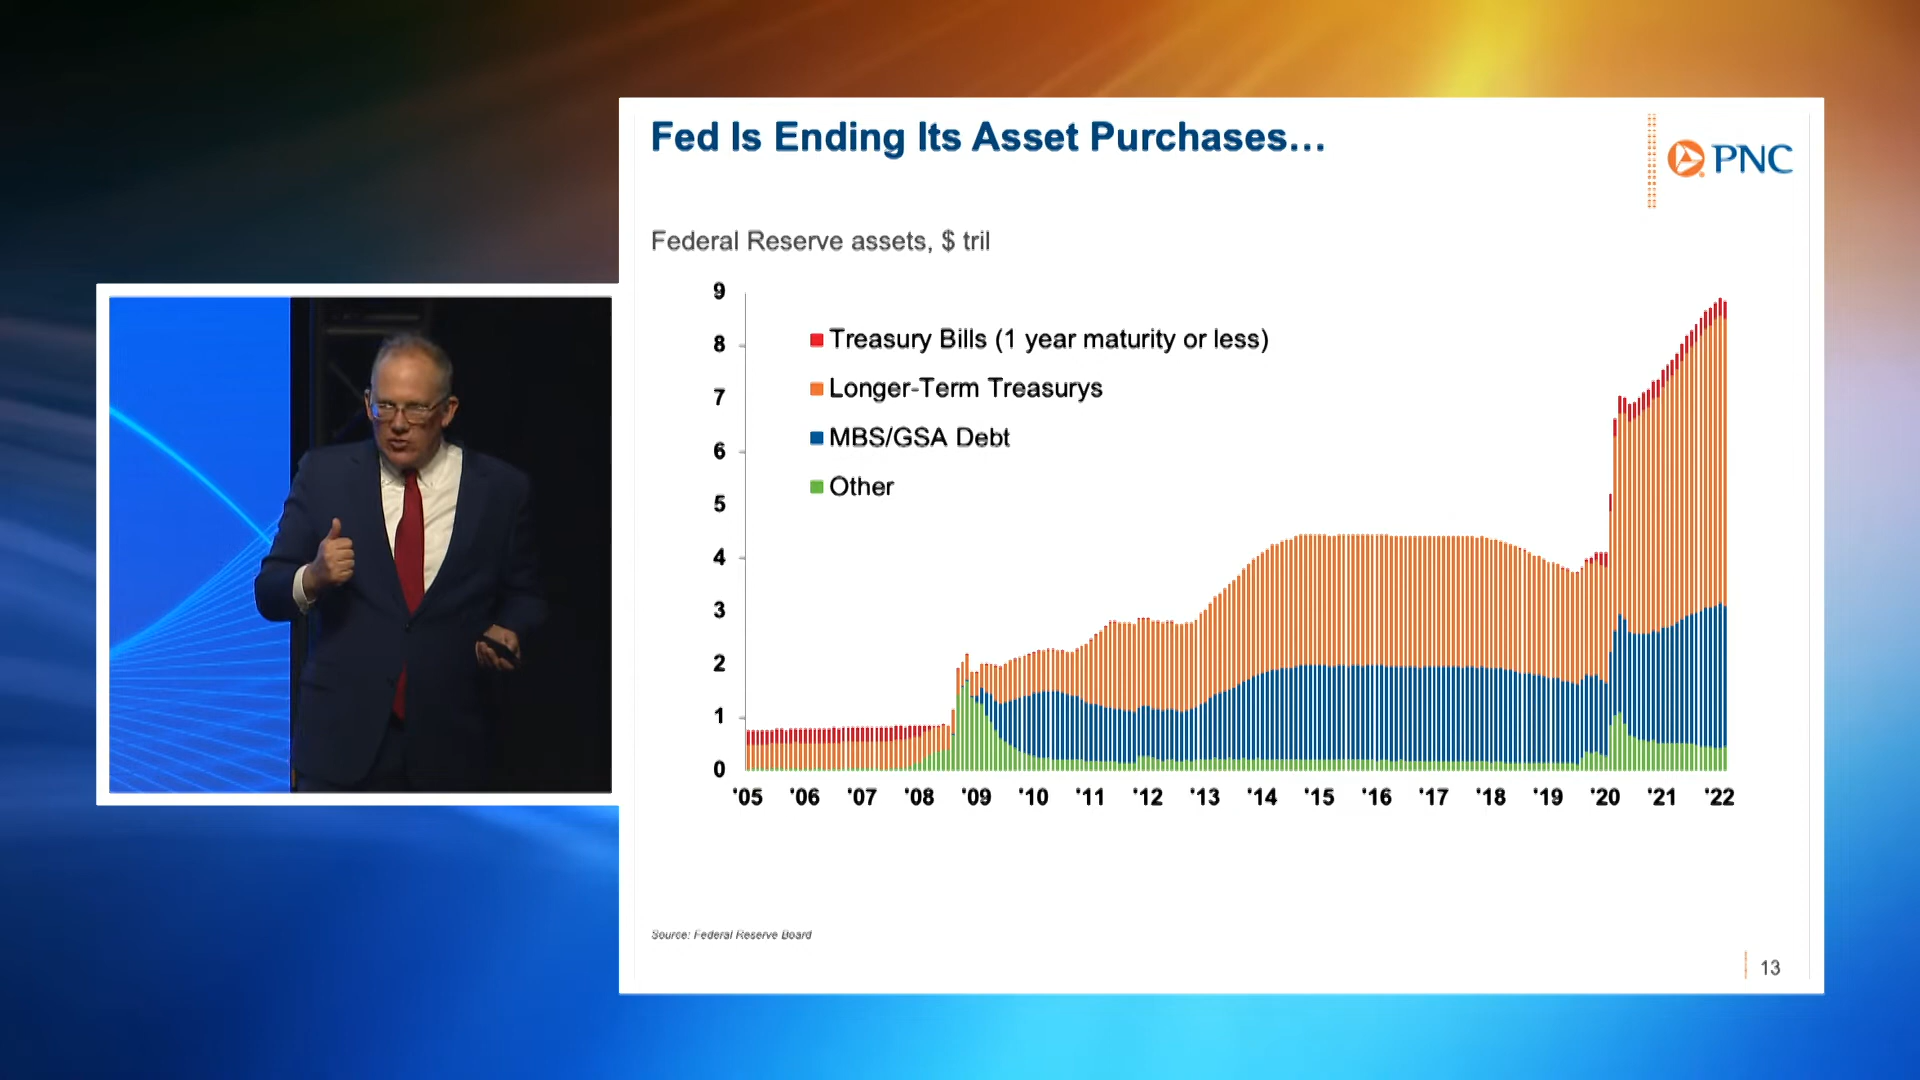 Fed Is Ending Its Asset Purchases...
PNC
Federal Reserve assets, $ tril
9
8
7
6
5
4
3
2
1
0
Treasury Bills (1 year maturity or less)
Longer-Term Treasurys
MBS/GSA Debt
Other
'05 '06 '07 '08 '09 '10 '11 '12 '13 '14 '15 '16 '17 '18 '19 '20 '21 '22
Source: Federal Reserve Board
13